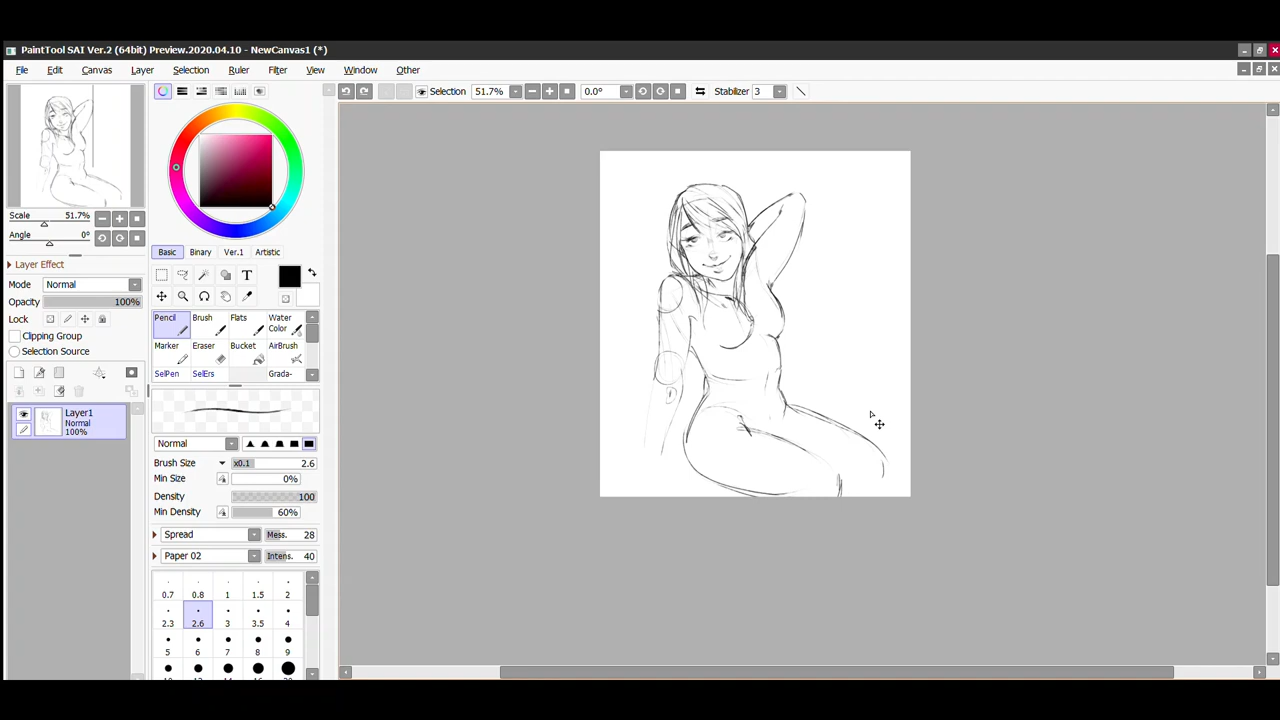 PaintTool SAI Ver.2 (64bit) Preview.2020.04.10 - NewCanvas1 (*)
File Edit Canvas Layer Selection Ruler Filter View Window Other
Selection 51.7% 0.0° Stabilizer 3
Scale 51.7%
Angle 0°
Layer Effect
Mode Normal
Opacity 100%
Lock
Clipping Group
Selection Source
Layer1
Normal
100%
Basic Binary Ver.1 Artistic
T
Pencil Brush Flats Water Color
Marker Eraser Bucket AirBrush
SelPen SelErs Grada-
Normal
Brush Size x0.1 2.6
Min Size 0%
Density 100
Min Density 60%
Spread Mess. 28
Paper 02 Intens. 40
0.7 0.8 1 1.5 2
2.3 2.6 3 3.5 4
5 6 7 8 9